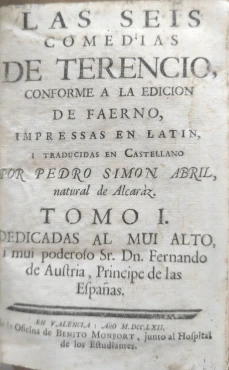 LAS SEIS
COMEDIAS
DE TERENCIO,
CONFORME A LA EDICION
DE FAERNO,
IMPRESSAS EN LATIN,
I TRADUCIDAS EN CASTELLANO
POR PEDRO SIMON ABRIL,
natural de Alcaráz.
TOMO I.
DEDICADAS AL MUI ALTO,
i mui poderoso Sr. Dn. Fernando
de Austria, Principe de las
Españas.
EN VALENCIA: AÑO M.DCC.LXII.
la Oficina de BENITO MONFORT, junto al Hospital
de los Estudiantes.